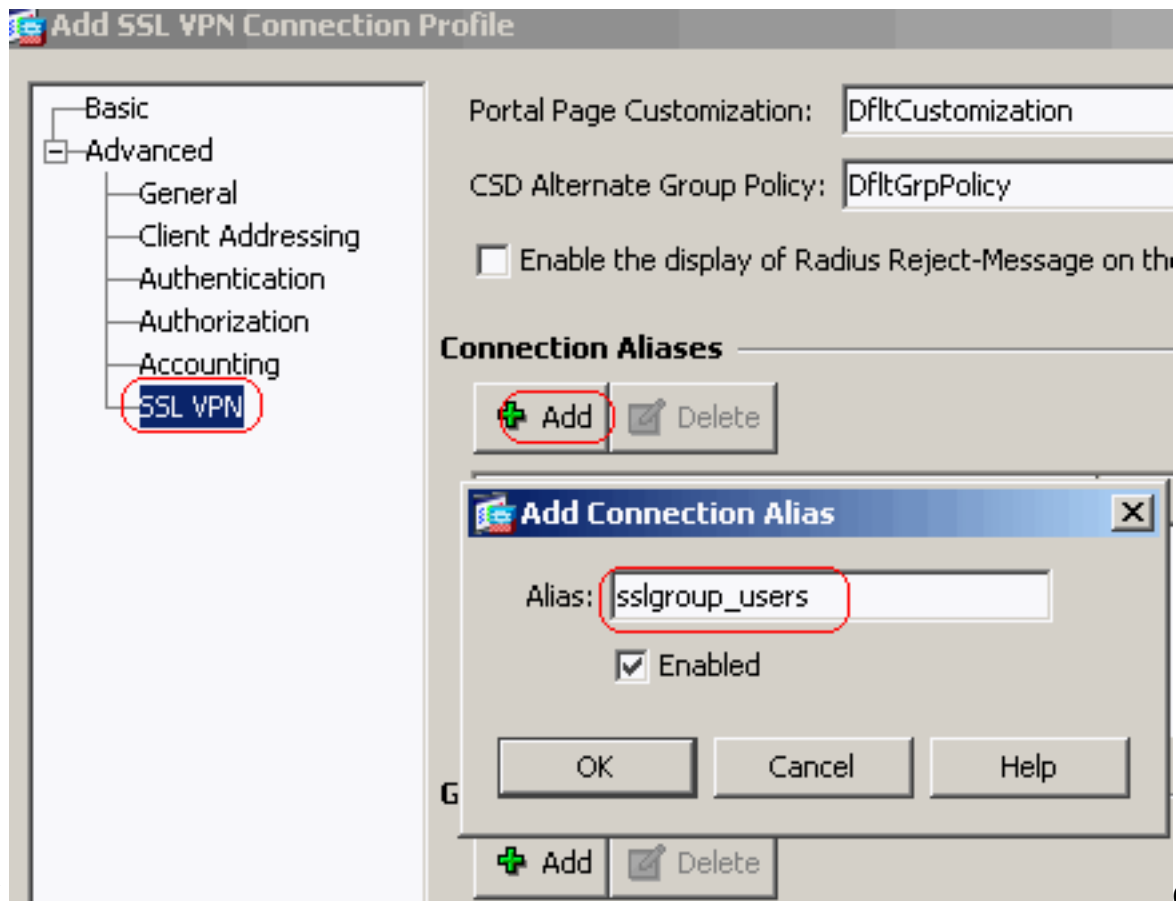 Add SSL VPN Connection Profile
Basic
Advanced
General
Client Addressing
Authentication
Authorization
Accounting
SSL VPN
Portal Page Customization: DfltCustomization
CSD Alternate Group Policy: DfltGrpPolicy
Enable the display of Radius Reject-Message on
Connection Aliases
Add Delete
Add Connection Alias
Alias: sslgroup_users
Enabled
OK Cancel Help
Add Delete